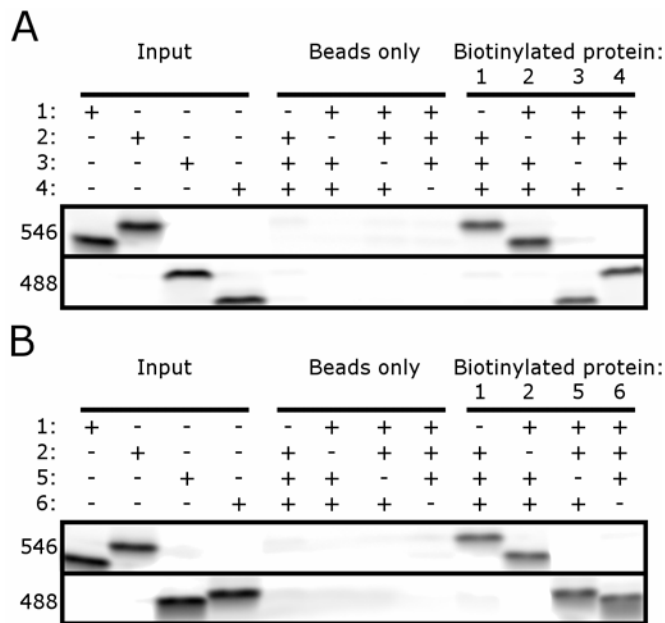 A
Input Beads only Biotinylated protein:
1 2 3 4
1: + - - - - + + + - + + +
2: - + - - + - + + + - + +
3: - - + - + + - + + + - +
4: - - - + + + + - + + + -
546
488
B
Input Beads only Biotinylated protein:
1 2 5 6
1: + - - - - + + + - + + +
2: - + - - + - + + + - + +
5: - - + - + + - + + + - +
6: - - - + + + + - + + + -
546
488